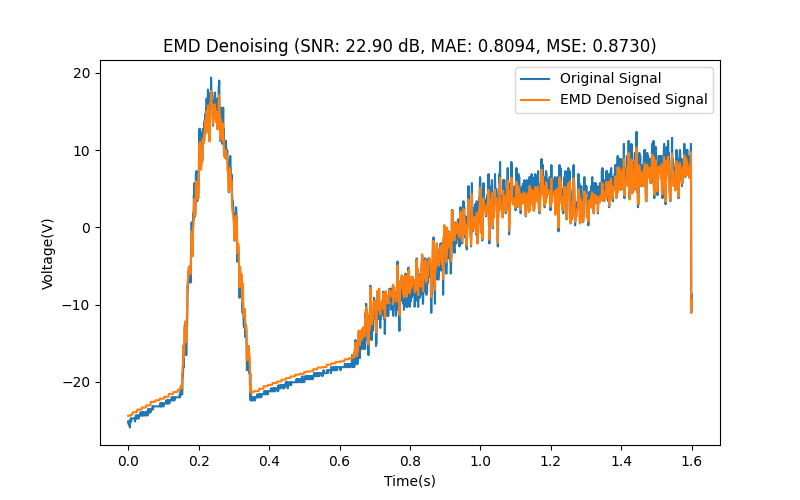 EMD Denoising (SNR: 22.90 dB, MAE: 0.8094, MSE: 0.8730)
Original Signal
EMD Denoised Signal
20
10
0
−10
−20
Voltage(V)
0.0 0.2 0.4 0.6 0.8 1.0 1.2 1.4 1.6
Time(s)